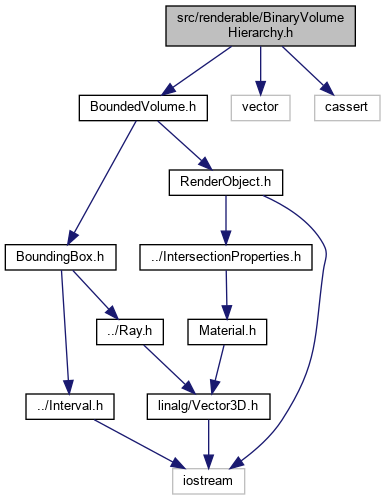 src/renderable/BinaryVolume
Hierarchy.h
BoundedVolume.h
vector
cassert
RenderObject.h
BoundingBox.h
../IntersectionProperties.h
../Ray.h
Material.h
../Interval.h
linalg/Vector3D.h
iostream